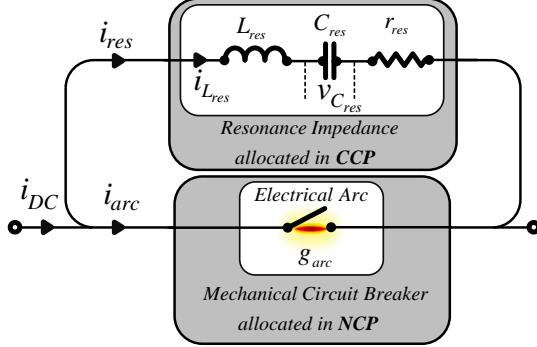 L_res C_res r_res
i_res
i_L_res v_C_res
Resonance Impedance
allocated in CCP
i_DC i_arc
Electrical Arc
g_arc
Mechanical Circuit Breaker
allocated in NCP